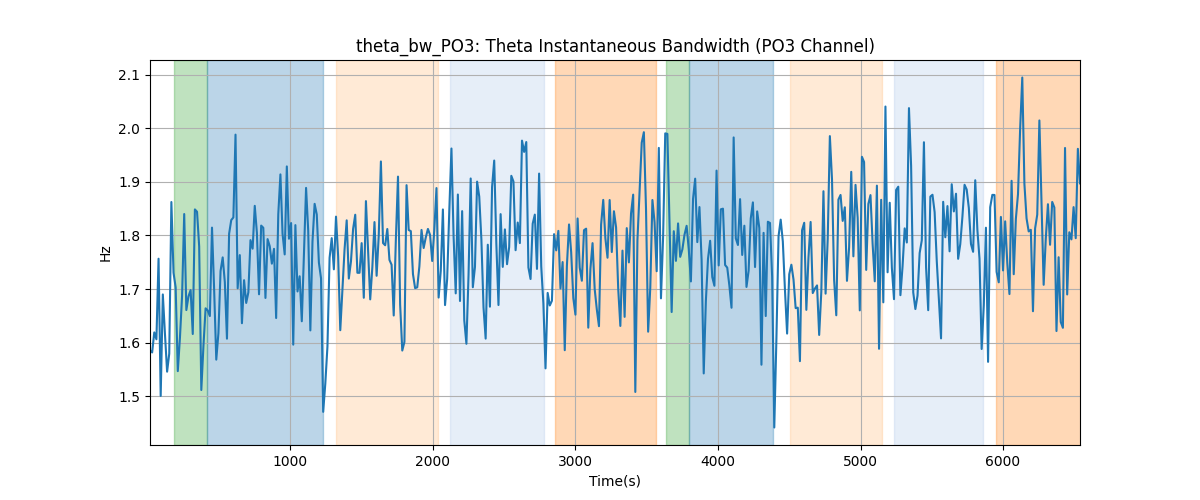 theta_bw_PO3: Theta Instantaneous Bandwidth (PO3 Channel)
Hz
2.1
2.0
1.9
1.8
1.7
1.6
1.5
1000 2000 3000 4000 5000 6000
Time(s)